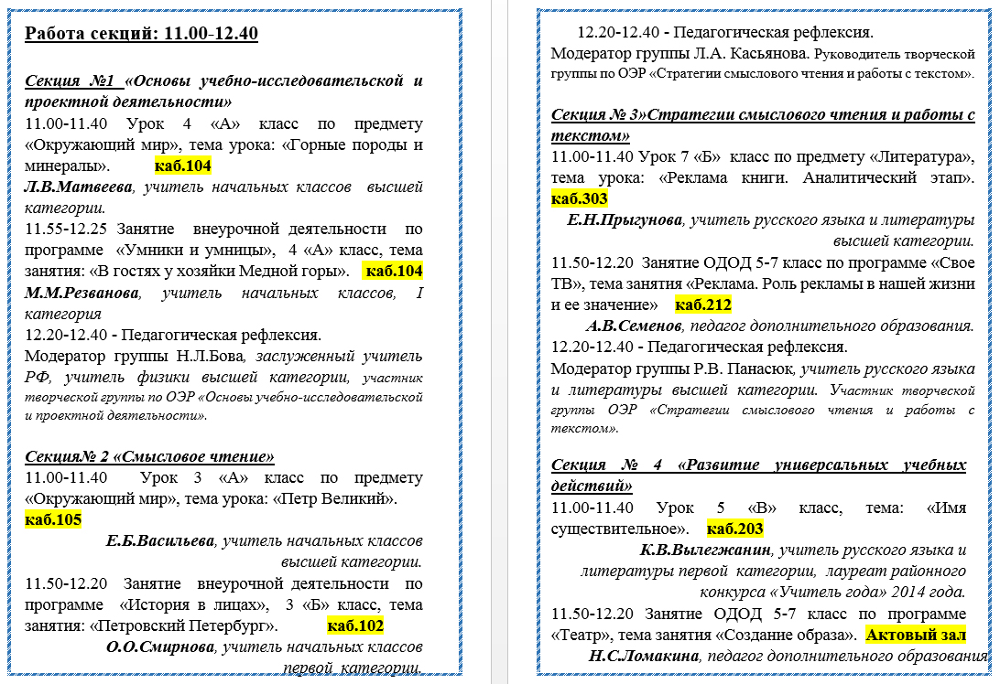 Работа секций: 11.00-12.40
Секция №1 «Основы учебно-исследовательской и
проектной деятельности»
11.00-11.40 Урок 4 «А» класс по предмету
«Окружающий мир», тема урока: «Горные породы и
минералы». каб.104
Л.В.Матвеева, учитель начальных классов высшей
категории.
11.55-12.25 Занятие внеурочной деятельности по
программе «Умники и умницы», 4 «А» класс, тема
занятия: «В гостях у хозяйки Медной горы». каб.104
М.М.Резванова, учитель начальных классов, I
категория
12.20-12.40 - Педагогическая рефлексия.
Модератор группы Н.Л.Бова, заслуженный учитель
РФ, учитель физики высшей категории, участник
творческой группы по ОЭР «Основы учебно-исследовательской
и проектной деятельности».
Секция№ 2 «Смысловое чтение»
11.00-11.40 Урок 3 «А» класс по предмету
«Окружающий мир», тема урока: «Петр Великий».
каб.105
Е.Б.Васильева, учитель начальных классов
высшей категории.
11.50-12.20 Занятие внеурочной деятельности по
программе «История в лицах», 3 «Б» класс, тема
занятия: «Петровский Петербург». каб.102
О.О.Смирнова, учитель начальных классов
первой категории.
12.20-12.40 - Педагогическая рефлексия.
Модератор группы Л.А. Касьянова. Руководитель творческой
группы по ОЭР «Стратегии смыслового чтения и работы с текстом».
Секция № 3»Стратегии смыслового чтения и работы с
текстом»
11.00-11.40 Урок 7 «Б» класс по предмету «Литература»,
тема урока: «Реклама книги. Аналитический этап».
каб.303
Е.Н.Прыгунова, учитель русского языка и литературы
высшей категории.
11.50-12.20 Занятие ОДОД 5-7 класс по программе «Свое
ТВ», тема занятия «Реклама. Роль рекламы в нашей жизни
и ее значение» каб.212
А.В.Семенов, педагог дополнительного образования.
12.20-12.40 - Педагогическая рефлексия.
Модератор группы Р.В. Панасюк, учитель русского языка
и литературы высшей категории. Участник творческой
группы ОЭР «Стратегии смыслового чтения и работы с
текстом».
Секция № 4 «Развитие универсальных учебных
действий»
11.00-11.40 Урок 5 «В» класс, тема: «Имя
существительное». каб.203
К.В.Вылегжанин, учитель русского языка и
литературы первой категории, лауреат районного
конкурса «Учитель года» 2014 года.
11.50-12.20 Занятие ОДОД 5-7 класс по программе
«Театр», тема занятия «Создание образа». Актовый зал
Н.С.Ломакина, педагог дополнительного образования